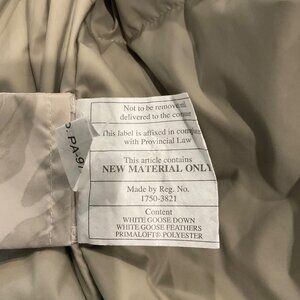 Not to be removed
delivered to the
This label is affixed in
with Provincial Law
This article contains
NEW MATERIAL ONLY
Made by Reg. No.
1750-3821
Content
WHITE GOOSE DOWN
WHITE GOOSE FEATHERS
PRIMALOFT® POLYESTER